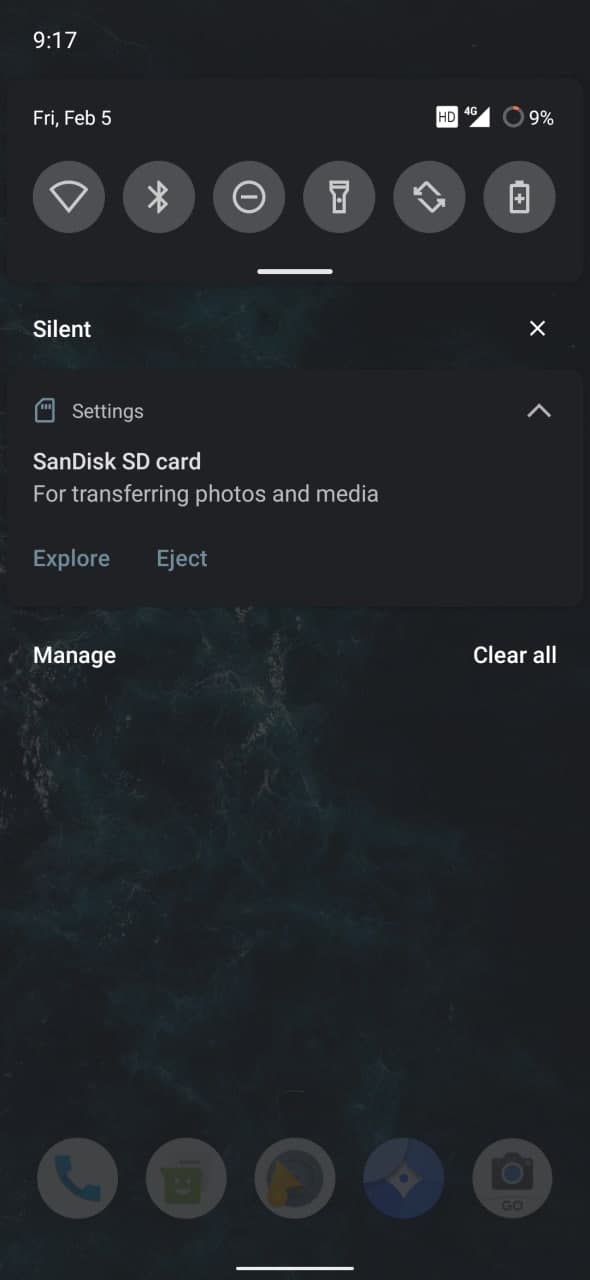 9:17
Fri, Feb 5 HD 4G 9%
Silent
Settings
SanDisk SD card
For transferring photos and media
Explore Eject
Manage Clear all
GO